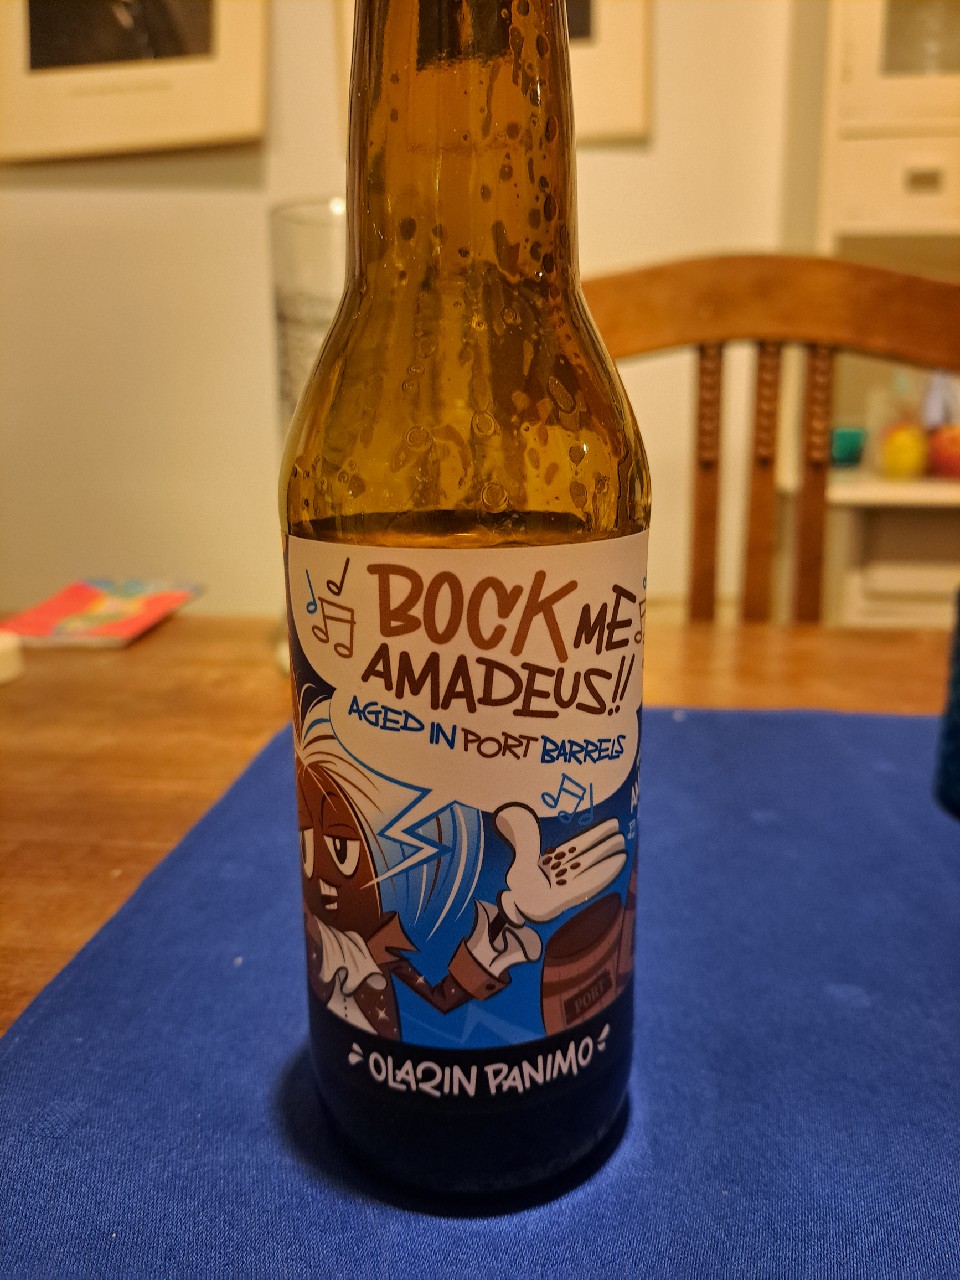 BOCK ME
AMADEUS!!
AGED IN PORT BARRELS
PORT
OLARIN PANIMO